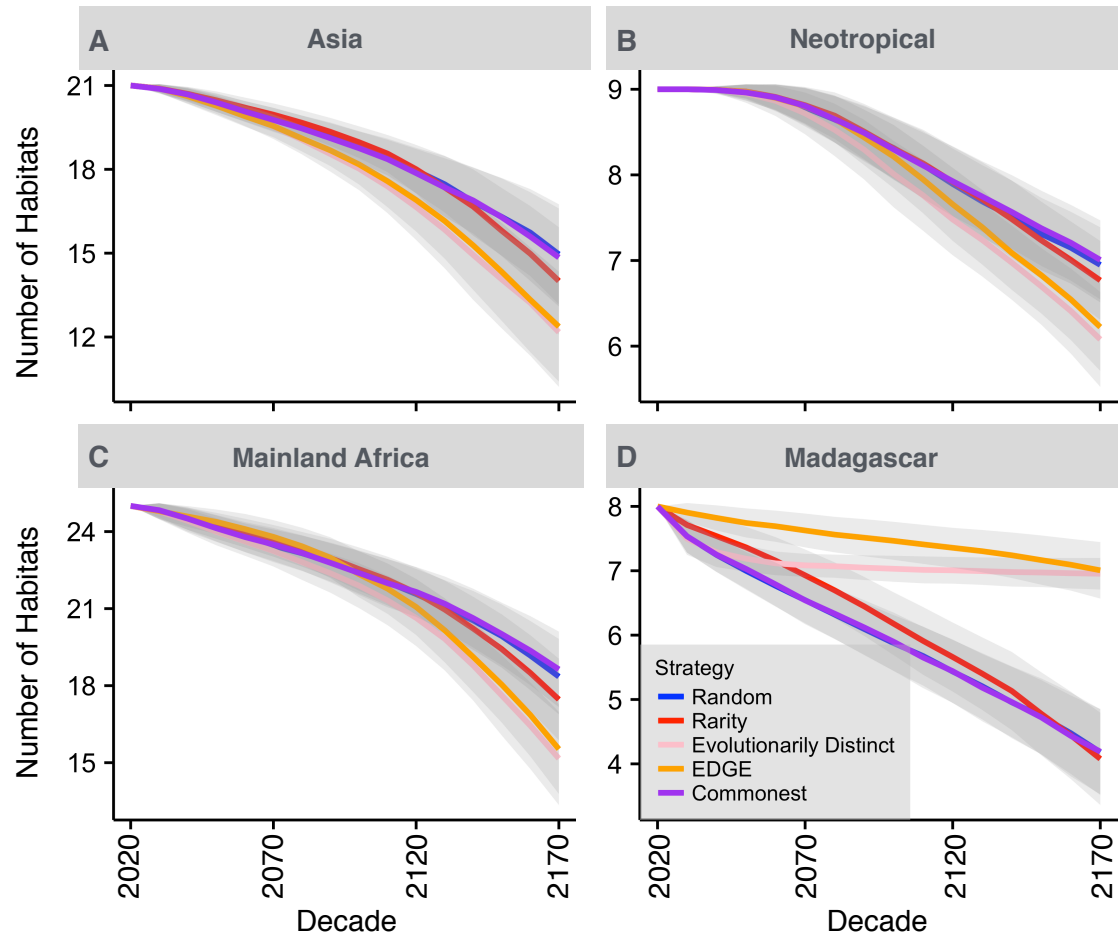 A Asia
B Neotropical
Number of Habitats
21
18
15
12
9
8
7
6
C Mainland Africa
D Madagascar
Number of Habitats
24
21
18
15
8
7
6
5
4
Strategy
Random
Rarity
Evolutionarily Distinct
EDGE
Commonest
2020 2070 2120 2170
2020 2070 2120 2170
Decade
Decade